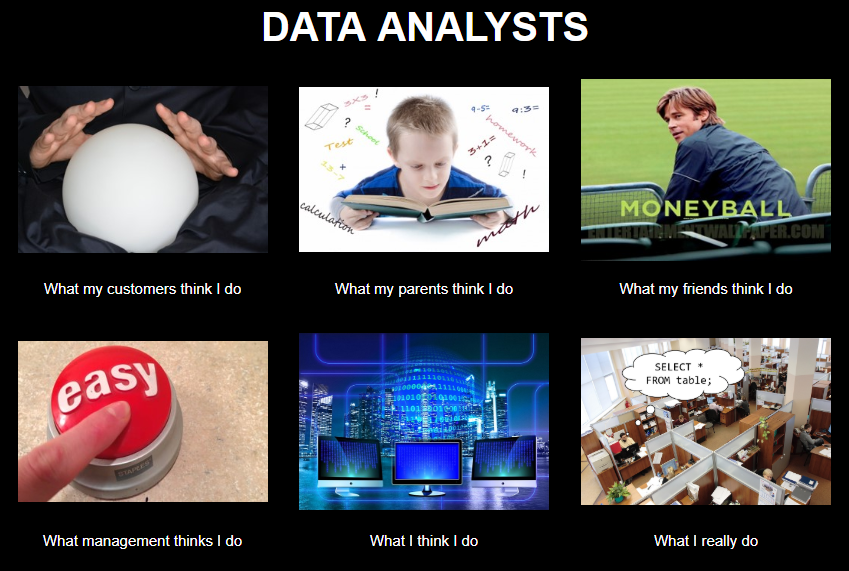 DATA ANALYSTS
3x3 !
=
?
School
Test
+
13-7
calculation
9-5=
9:3=
homework
3+1=
?
!
math
MONEYBALL
ENTERTAINMENTWALLPAPER.COM
What my customers think I do
What my parents think I do
What my friends think I do
easy
STAPLES
SELECT *
FROM table;
What management thinks I do
What I think I do
What I really do